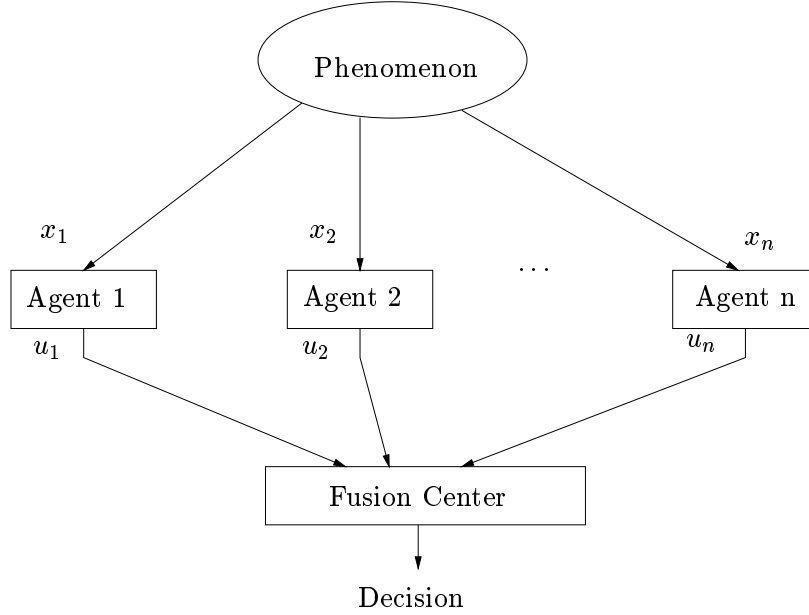 Phenomenon
x₁
x₂
xₙ
...
Agent 1
Agent 2
Agent n
u₁
u₂
uₙ
Fusion Center
Decision